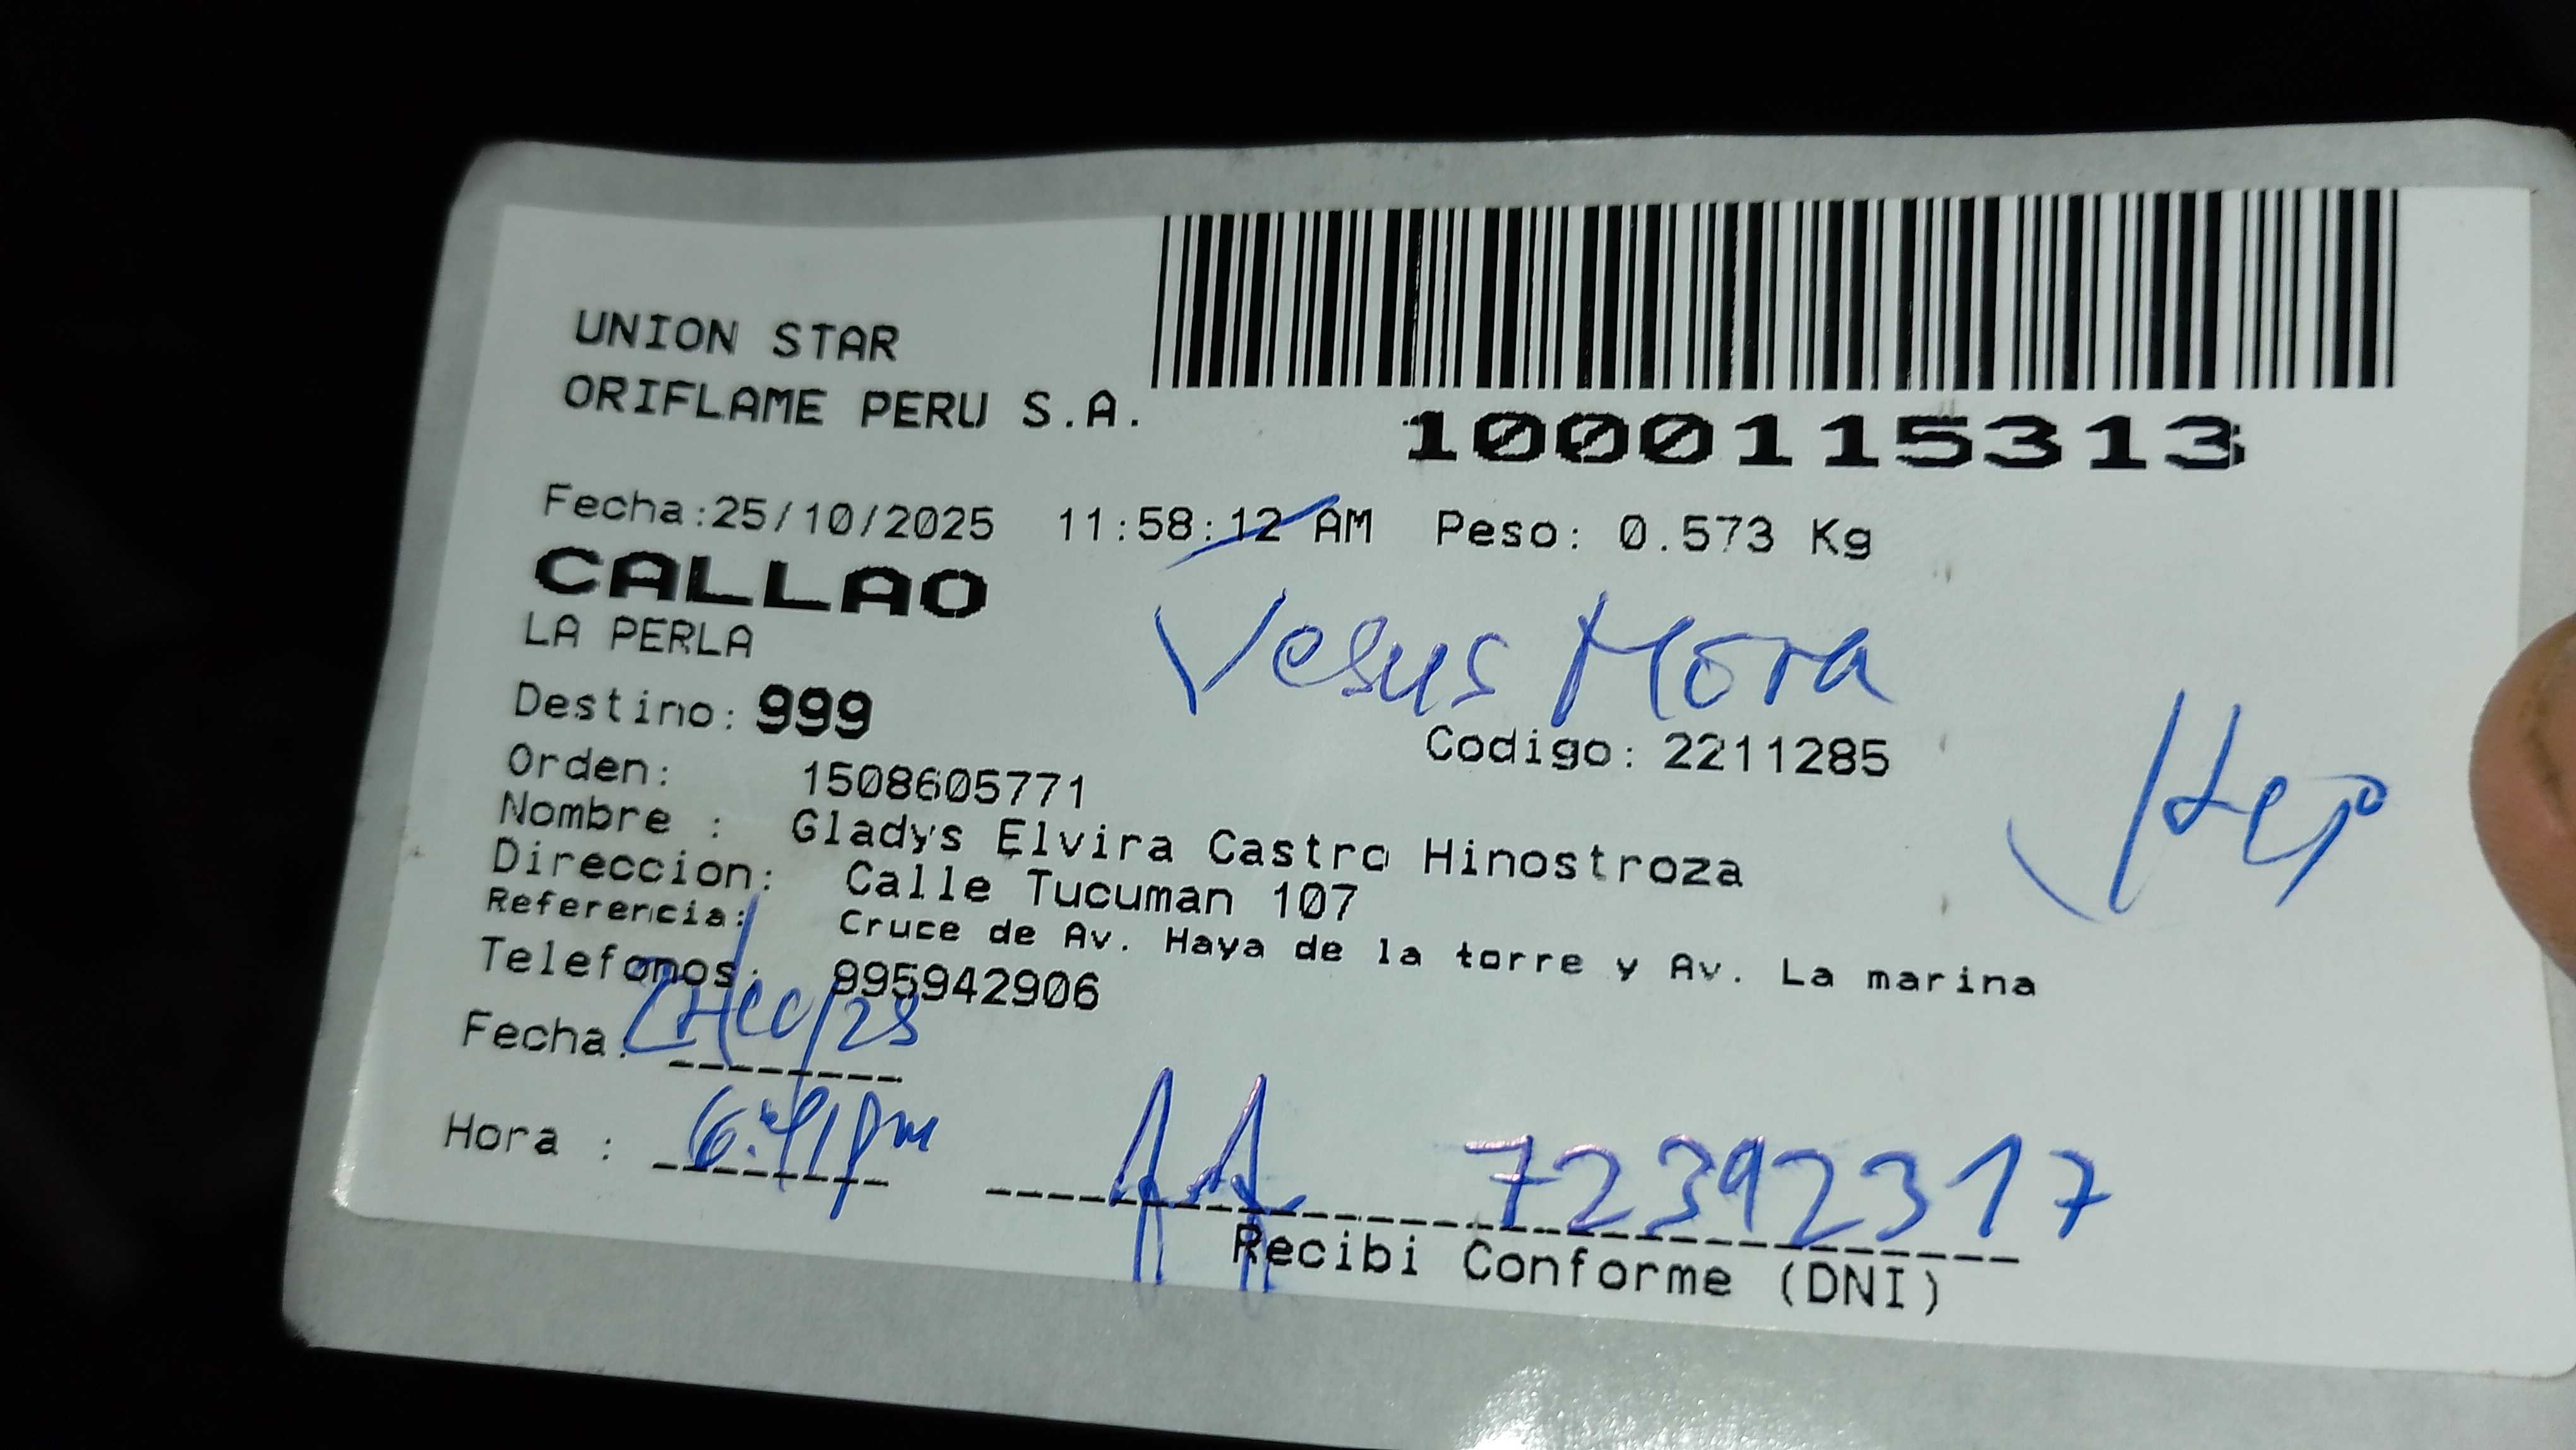 UNION STAR
ORIFLAME PERU S.A.
1000115313
Fecha:25/10/2025 11:58:12 AM Peso: 0.573 Kg
CALLAO
LA PERLA
Jesus Mora
Destino: 999
Codigo: 2211285
Orden: 1508605771
Nombre : Gladys Elvira Castro Hinostroza
Direccion: Calle Tucuman 107
Referencia: Cruce de Av. Haya de la torre y Av. La marina
Telefonos: 995942906
Fecha:
Hora : 6:41pm
72392317
Recibi Conforme (DNI)